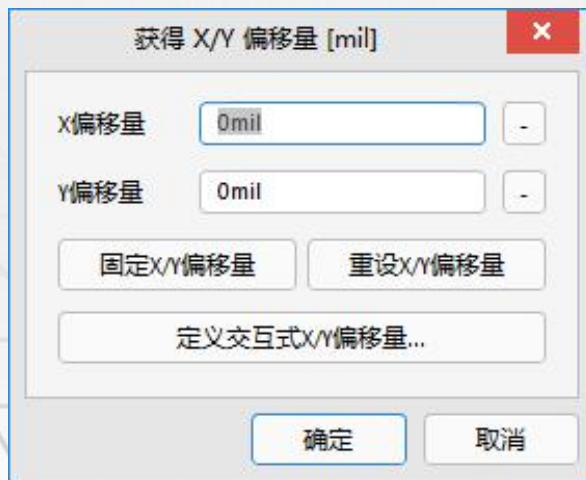 获得 X/Y 偏移量 [mil]
X偏移量 0mil -
Y偏移量 0mil -
固定X/Y偏移量 重设X/Y偏移量
定义交互式X/Y偏移量...
确定 取消